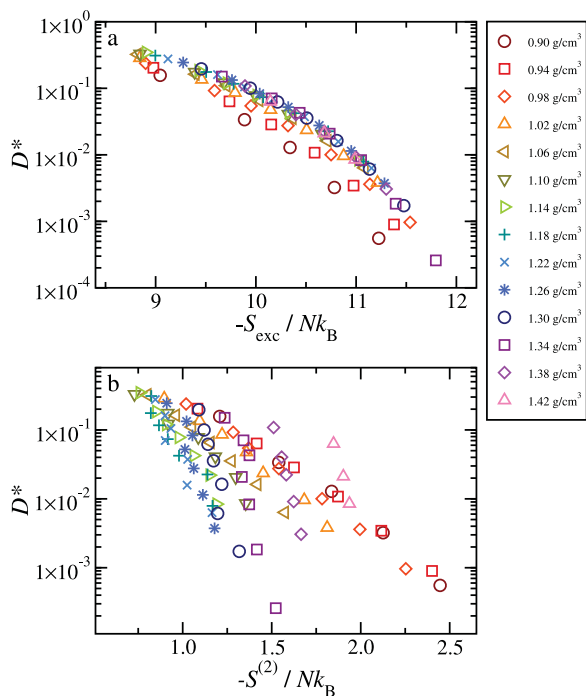 a
1×10⁰
1×10⁻¹
1×10⁻²
1×10⁻³
1×10⁻⁴
D*
9 10 11 12
-S_exc / Nk_B
b
1×10⁻¹
1×10⁻²
1×10⁻³
D*
1.0 1.5 2.0 2.5
-S⁽²⁾ / Nk_B
0.90 g/cm³
0.94 g/cm³
0.98 g/cm³
1.02 g/cm³
1.06 g/cm³
1.10 g/cm³
1.14 g/cm³
1.18 g/cm³
1.22 g/cm³
1.26 g/cm³
1.30 g/cm³
1.34 g/cm³
1.38 g/cm³
1.42 g/cm³